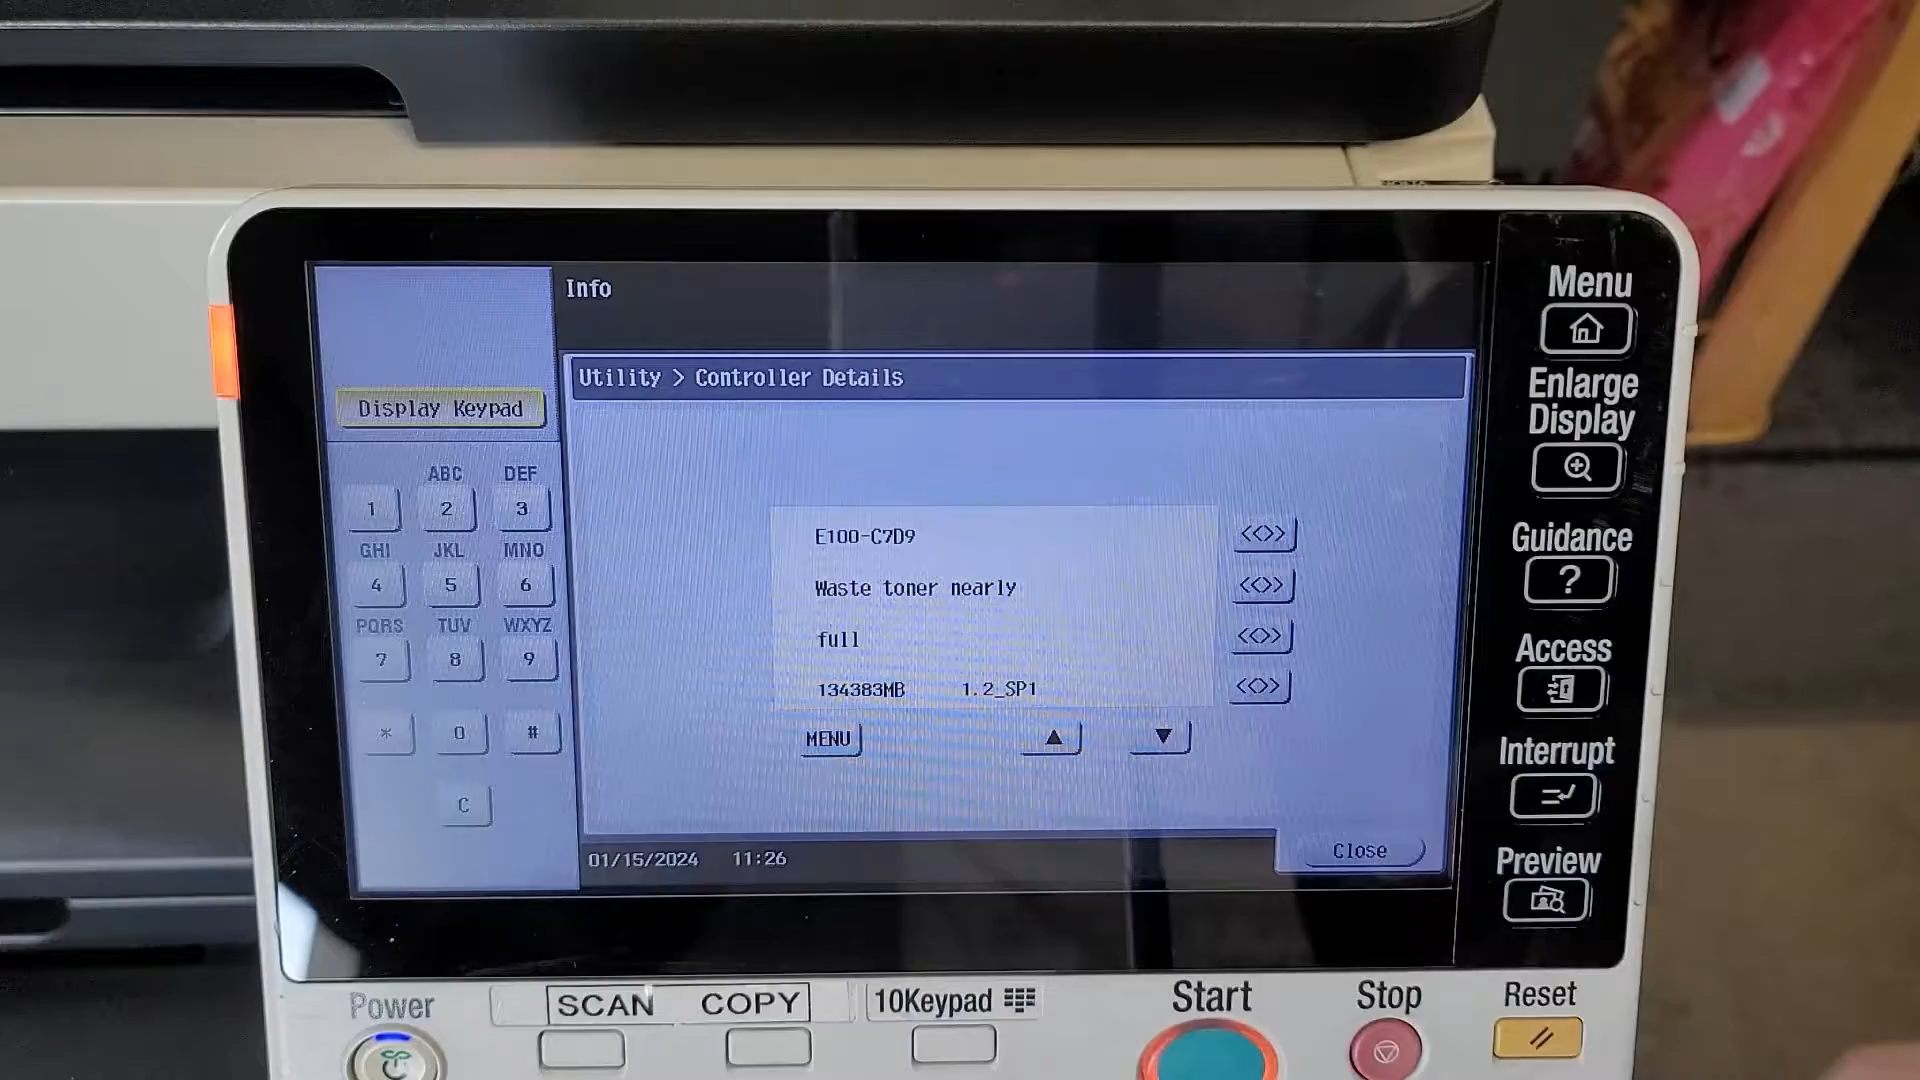 Info
Utility > Controller Details
Display Keypad
ABC DEF
1 2 3
GHI JKL MNO
4 5 6
PQRS TUV WXYZ
7 8 9
* 0 #
C
E100-C7D9 <<>>
Waste toner nearly <<>>
full <<>>
134383MB 1.2_SP1 <<>>
MENU ▲ ▼
01/15/2024 11:26
Close
Menu
Enlarge
Display
Guidance
?
Access
Interrupt
Preview
Power
SCAN COPY
10Keypad
Start
Stop
Reset